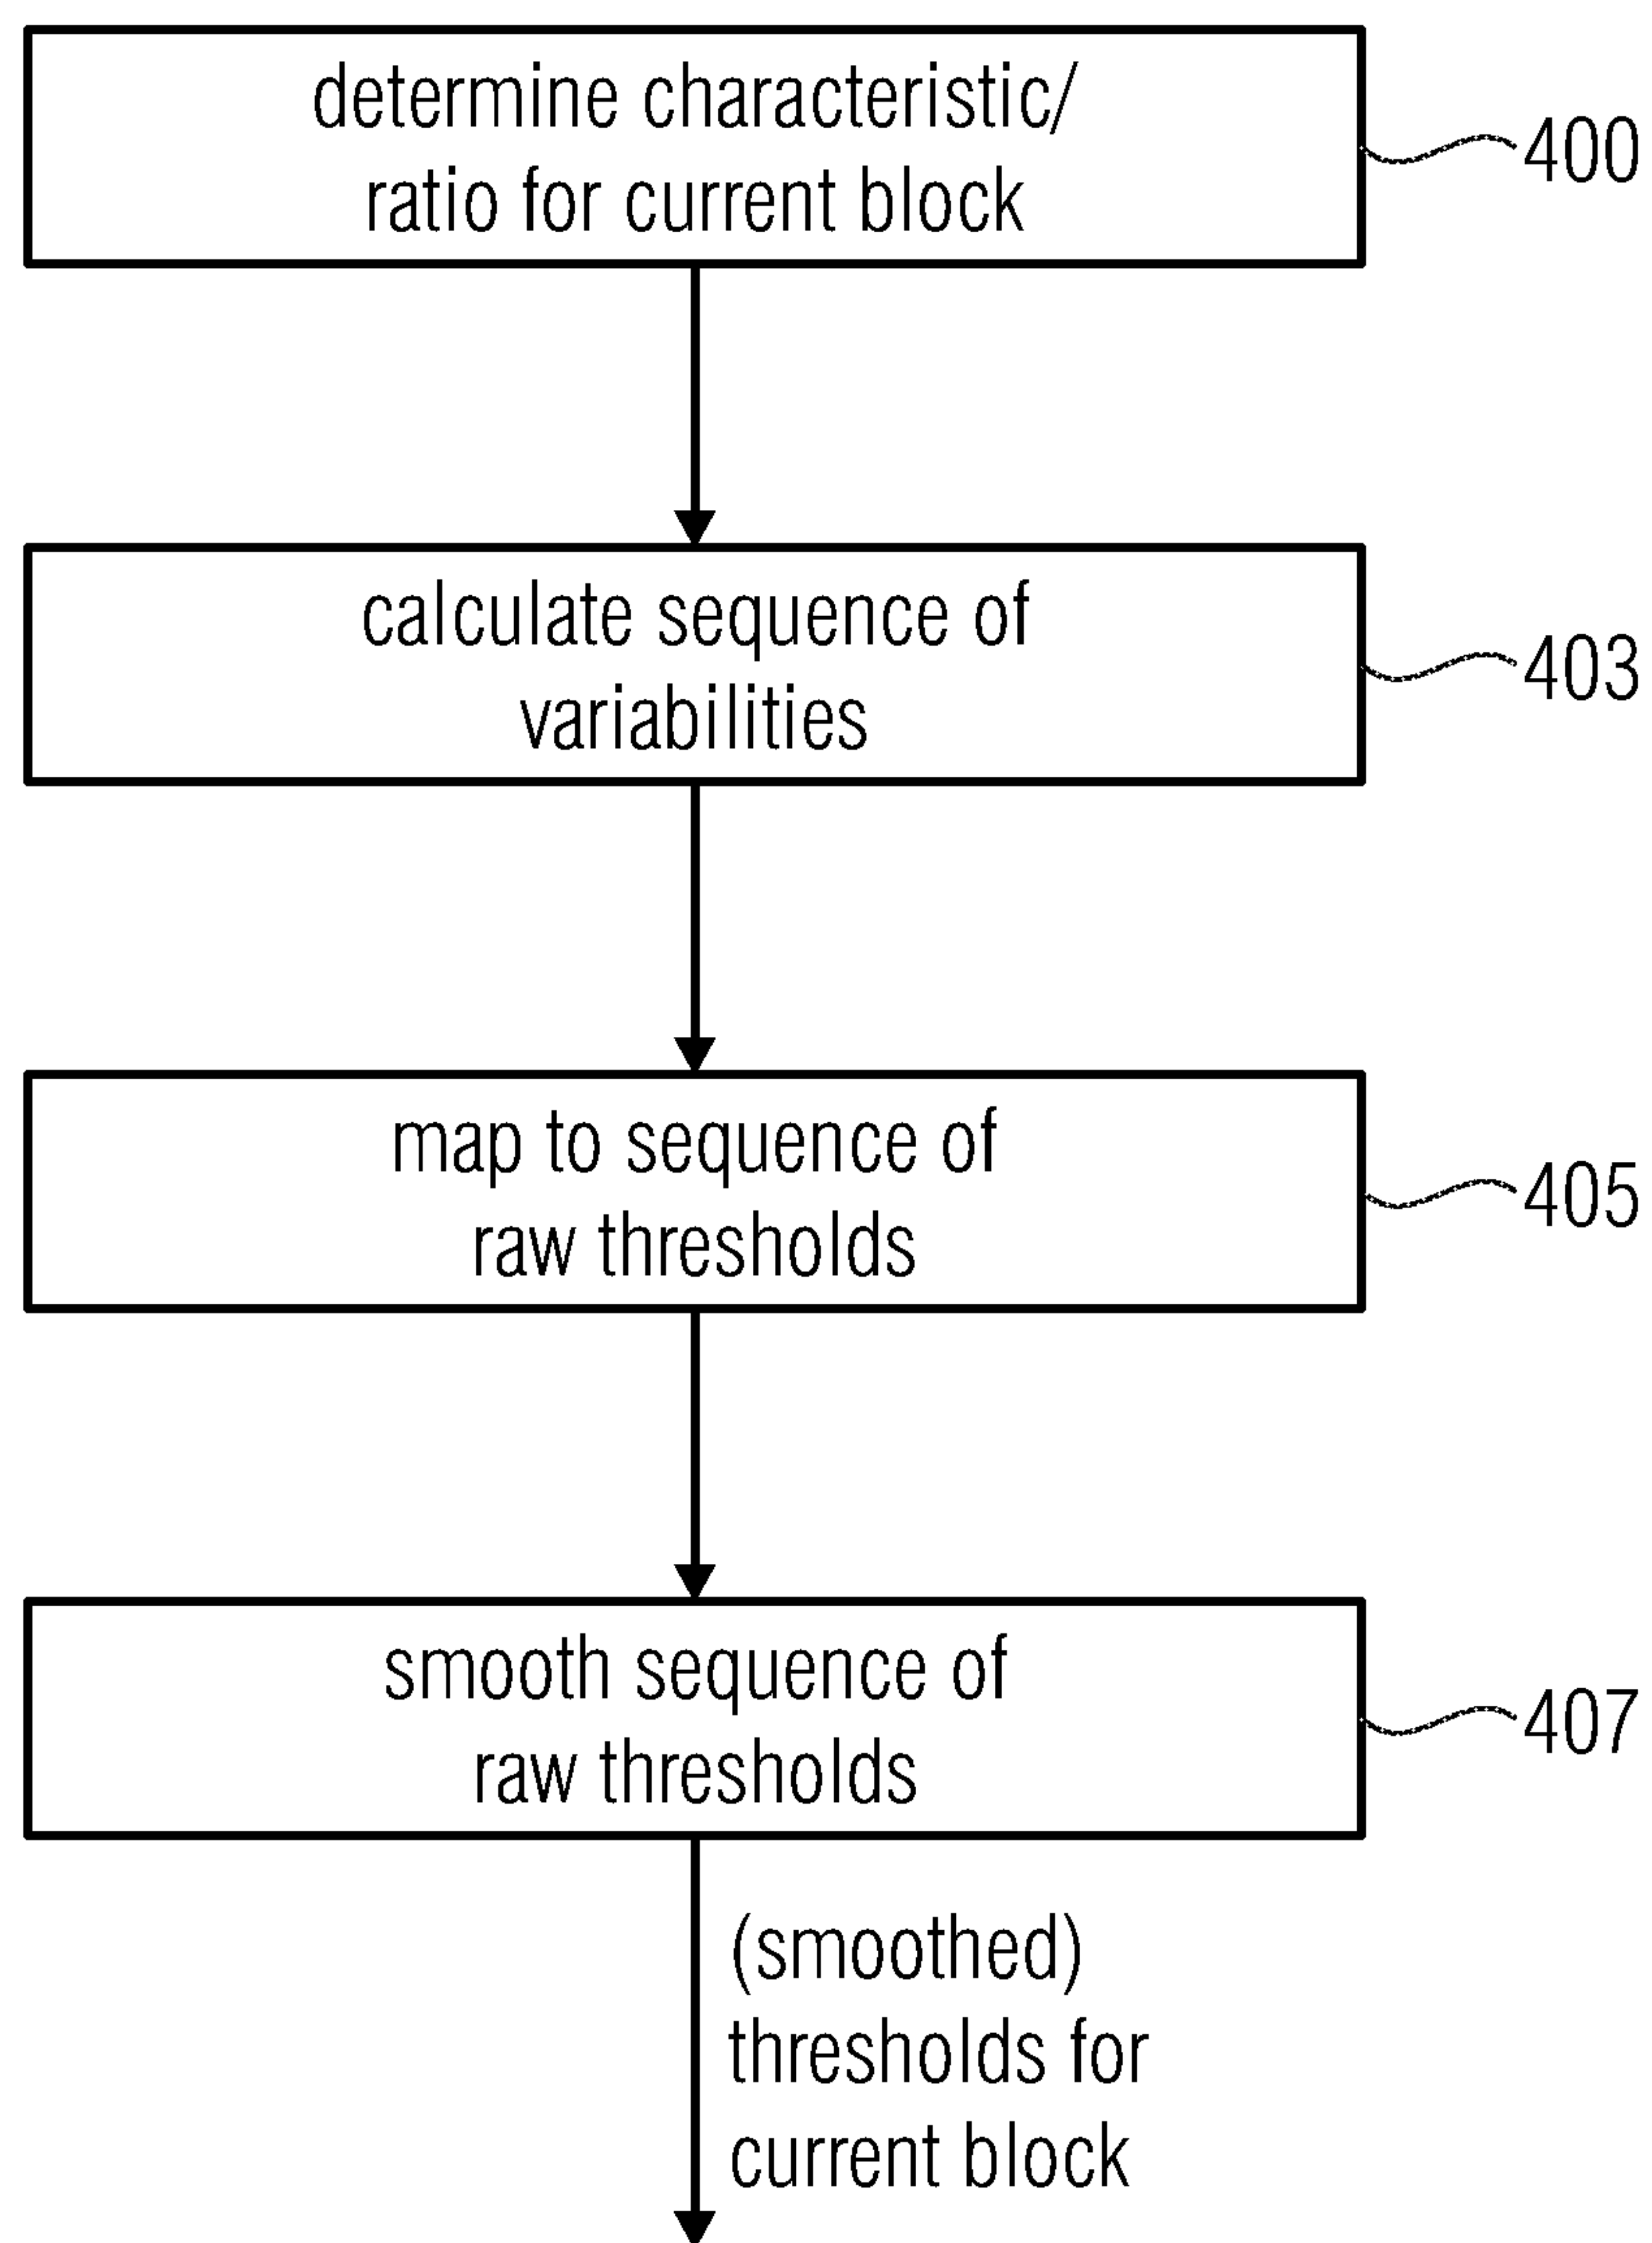 determine characteristic/
ratio for current block
400
calculate sequence of
variabilities
403
map to sequence of
raw thresholds
405
smooth sequence of
raw thresholds
407
(smoothed)
thresholds for
current block